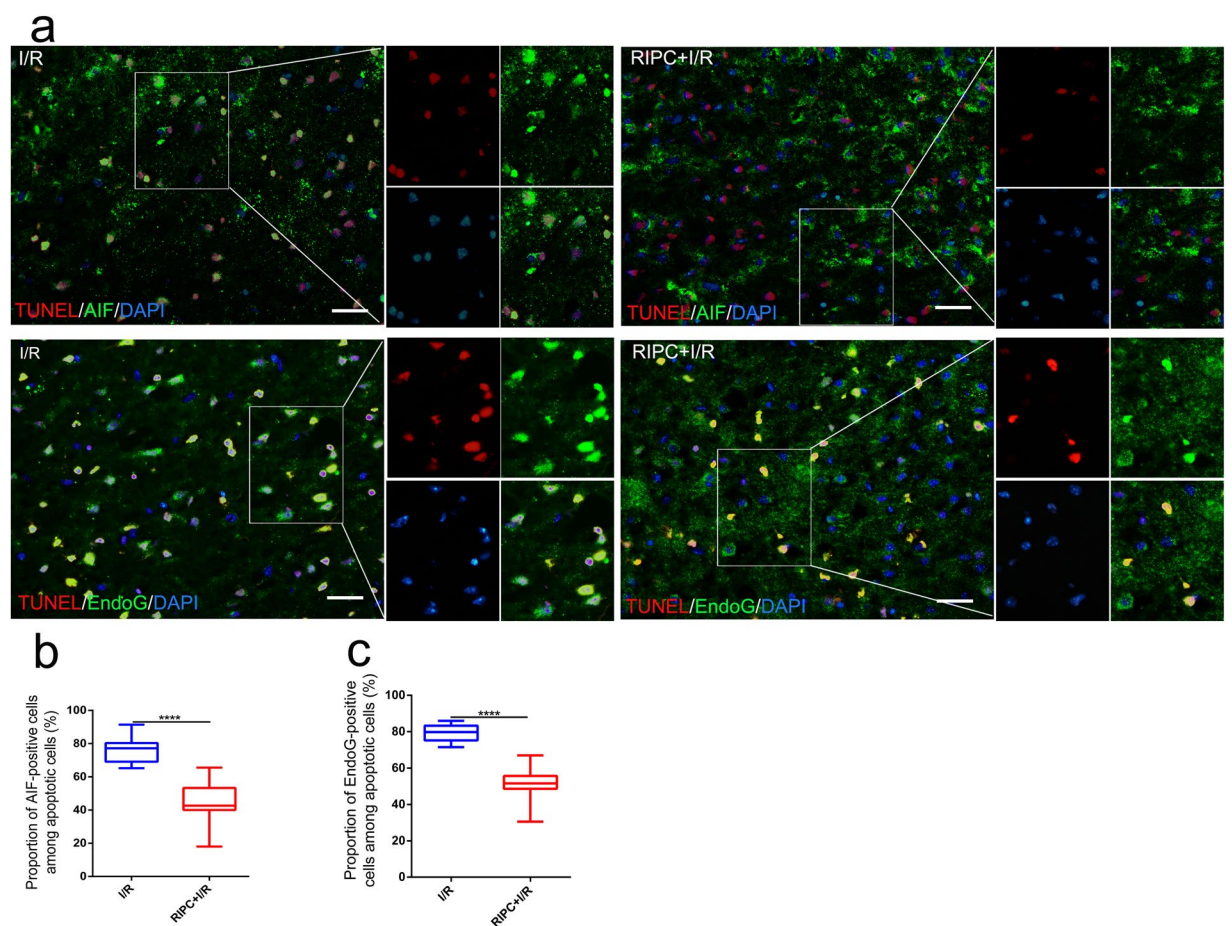 a
I/R
RIPC+I/R
TUNEL/AIF/DAPI
TUNEL/AIF/DAPI
I/R
RIPC+I/R
TUNEL/EndoG/DAPI
TUNEL/EndoG/DAPI
b
Proportion of AIF-positive cells
among apoptotic cells (%)
100
80
60
40
20
0
****
I/R
RIPC+I/R
c
Proportion of EndoG-positive
cells among apoptotic cells (%)
100
80
60
40
20
0
****
I/R
RIPC+I/R